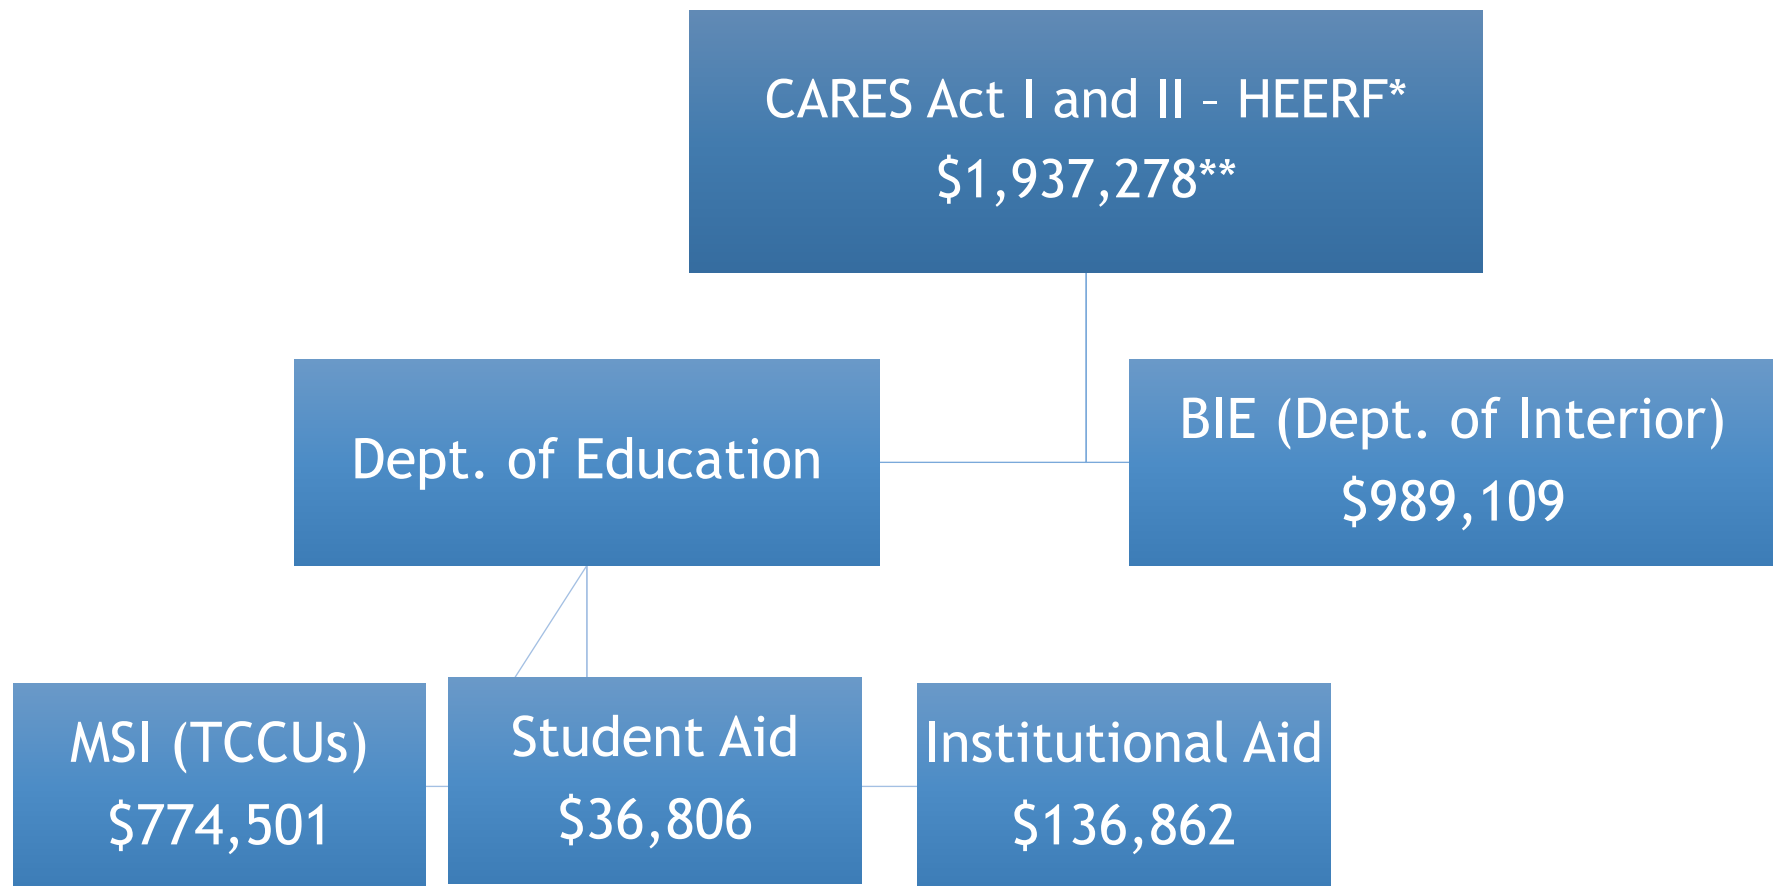 CARES Act I and II – HEERF*
$1,937,278**
Dept. of Education
BIE (Dept. of Interior)
$989,109
MSI (TCCUs)
$774,501
Student Aid
$36,806
Institutional Aid
$136,862